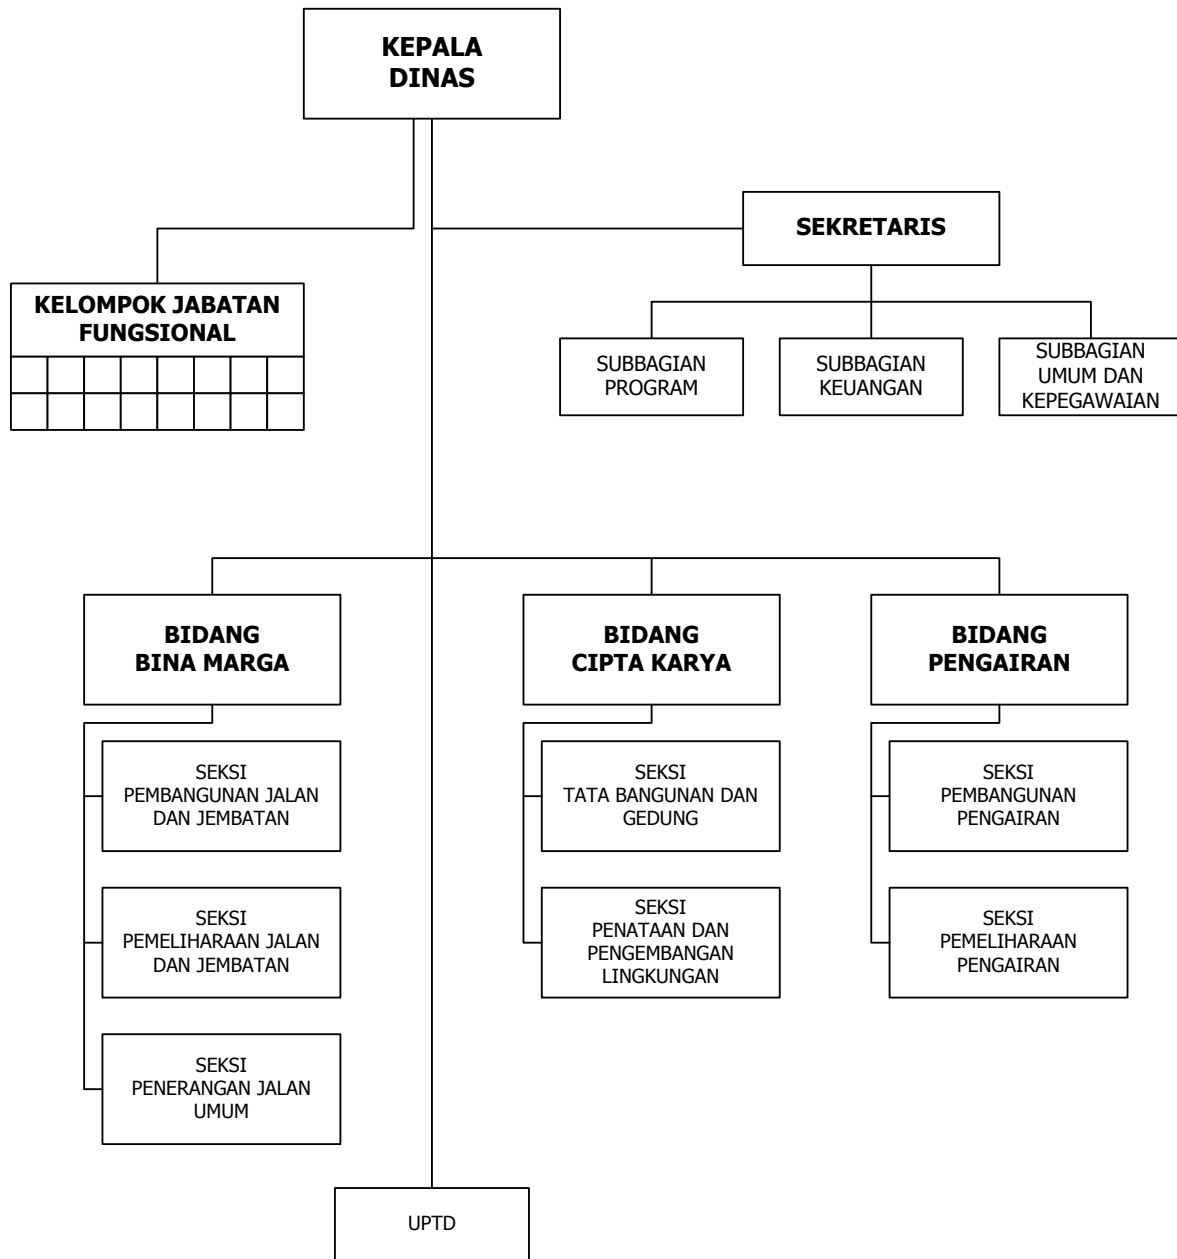 KEPALA
DINAS
SEKRETARIS
KELOMPOK JABATAN
FUNGSIONAL
SUBBAGIAN
PROGRAM
SUBBAGIAN
KEUANGAN
SUBBAGIAN
UMUM DAN
KEPEGAWAIAN
BIDANG
BINA MARGA
BIDANG
CIPTA KARYA
BIDANG
PENGAIRAN
SEKSI
PEMBANGUNAN JALAN
DAN JEMBATAN
SEKSI
TATA BANGUNAN DAN
GEDUNG
SEKSI
PEMBANGUNAN
PENGAIRAN
SEKSI
PEMELIHARAAN JALAN
DAN JEMBATAN
SEKSI
PENATAAN DAN
PENGEMBANGAN
LINGKUNGAN
SEKSI
PEMELIHARAAN
PENGAIRAN
SEKSI
PENERANGAN JALAN
UMUM
UPTD